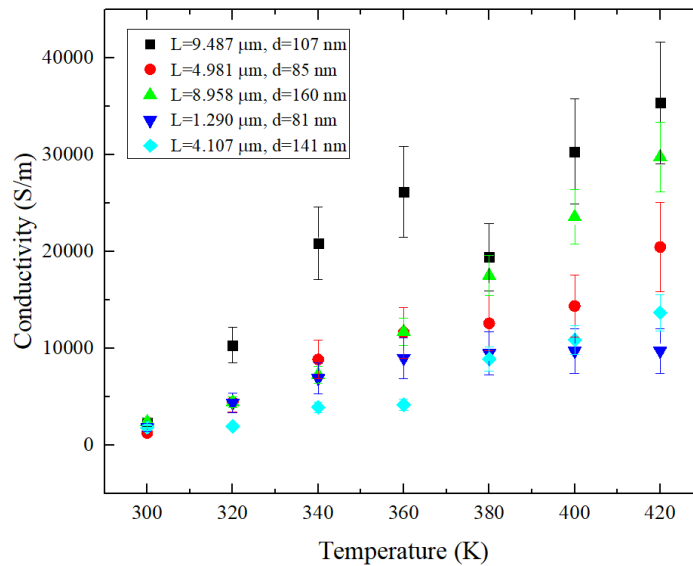 L=9.487 μm, d=107 nm
L=4.981 μm, d=85 nm
L=8.958 μm, d=160 nm
L=1.290 μm, d=81 nm
L=4.107 μm, d=141 nm
Conductivity (S/m)
40000
30000
20000
10000
0
300 320 340 360 380 400 420
Temperature (K)